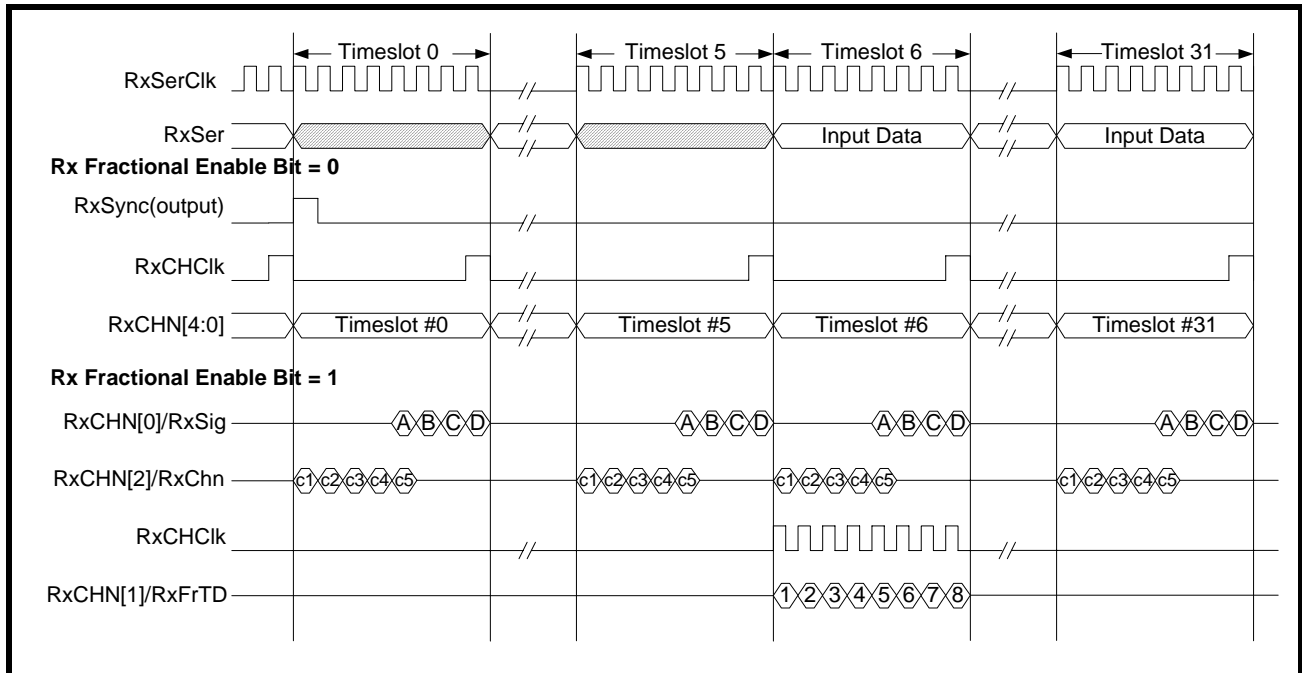 Timeslot 0 Timeslot 5 Timeslot 6 Timeslot 31
RxSerClk
RxSer Input Data Input Data
Rx Fractional Enable Bit = 0
RxSync(output)
RxCHClk
RxCHN[4:0] Timeslot #0 Timeslot #5 Timeslot #6 Timeslot #31
Rx Fractional Enable Bit = 1
RxCHN[0]/RxSig A B C D A B C D A B C D A B C D
RxCHN[2]/RxChn c1 c2 c3 c4 c5 c1 c2 c3 c4 c5 c1 c2 c3 c4 c5 c1 c2 c3 c4 c5
RxCHClk
RxCHN[1]/RxFrTD 1 2 3 4 5 6 7 8